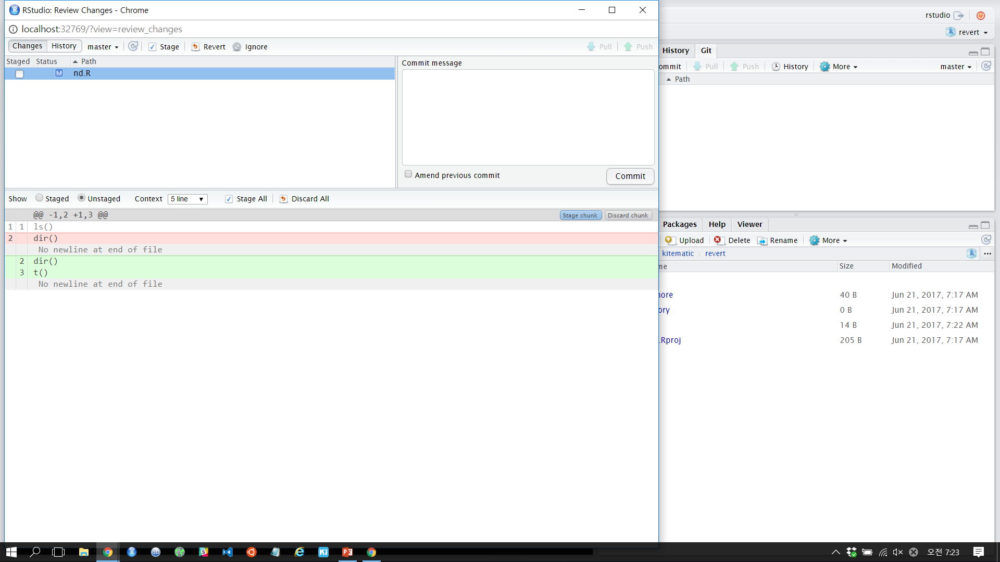 RStudio: Review Changes - Chrome
localhost:32769/?view=review_changes
Changes History master Stage Revert Ignore Pull Push
Staged Status Path
M nd.R
Commit message
Amend previous commit Commit
Show Staged Unstaged Context 5 line Stage All Discard All
@@ -1,2 +1,3 @@ Stage chunk Discard chunk
1 1 ls()
2 dir()
No newline at end of file
2 dir()
3 t()
No newline at end of file
rstudio
revert
History Git
ommit Pull Push History More master
Path
Packages Help Viewer
Upload Delete Rename More
kitematic revert
me Size Modified
nore 40 B Jun 21, 2017, 7:17 AM
ory 0 B Jun 21, 2017, 7:17 AM
14 B Jun 21, 2017, 7:22 AM
.Rproj 205 B Jun 21, 2017, 7:17 AM
오전 7:23